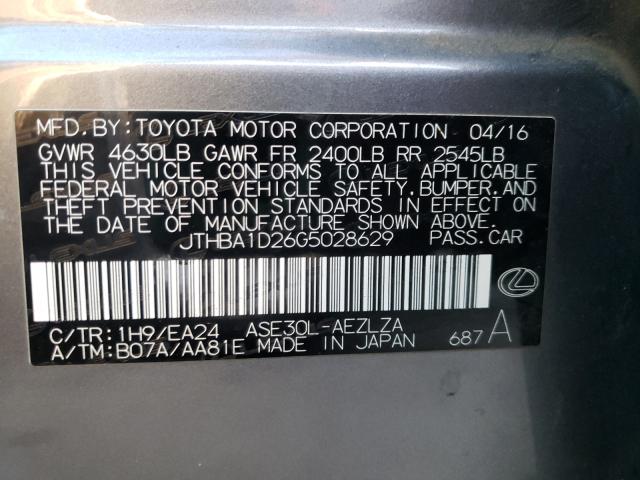 MFD. BY: TOYOTA MOTOR CORPORATION 04/16
GVWR 4630LB GAWR FR 2400LB RR 2545LB
THIS VEHICLE CONFORMS TO ALL APPLICABLE
FEDERAL MOTOR VEHICLE SAFETY, BUMPER, AND
THEFT PREVENTION STANDARDS IN EFFECT ON
THE DATE OF MANUFACTURE SHOWN ABOVE.
JTHBA1D26G5028629 PASS. CAR
C/TR: 1H9/EA24 ASE30L-AEZLZA
A/TM: B07A/AA81E MADE IN JAPAN 687 A